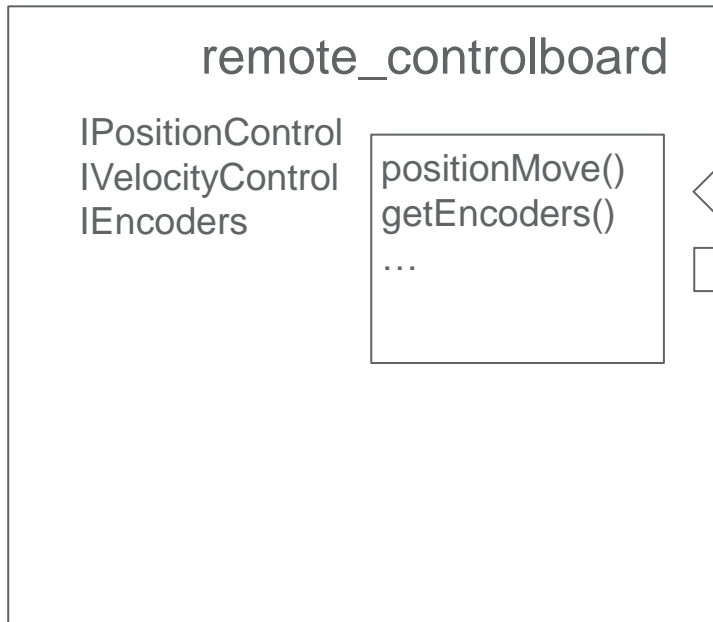 remote_controlboard
IPositionControl
IVelocityControl
IEncoders
positionMove()
getEncoders()
…